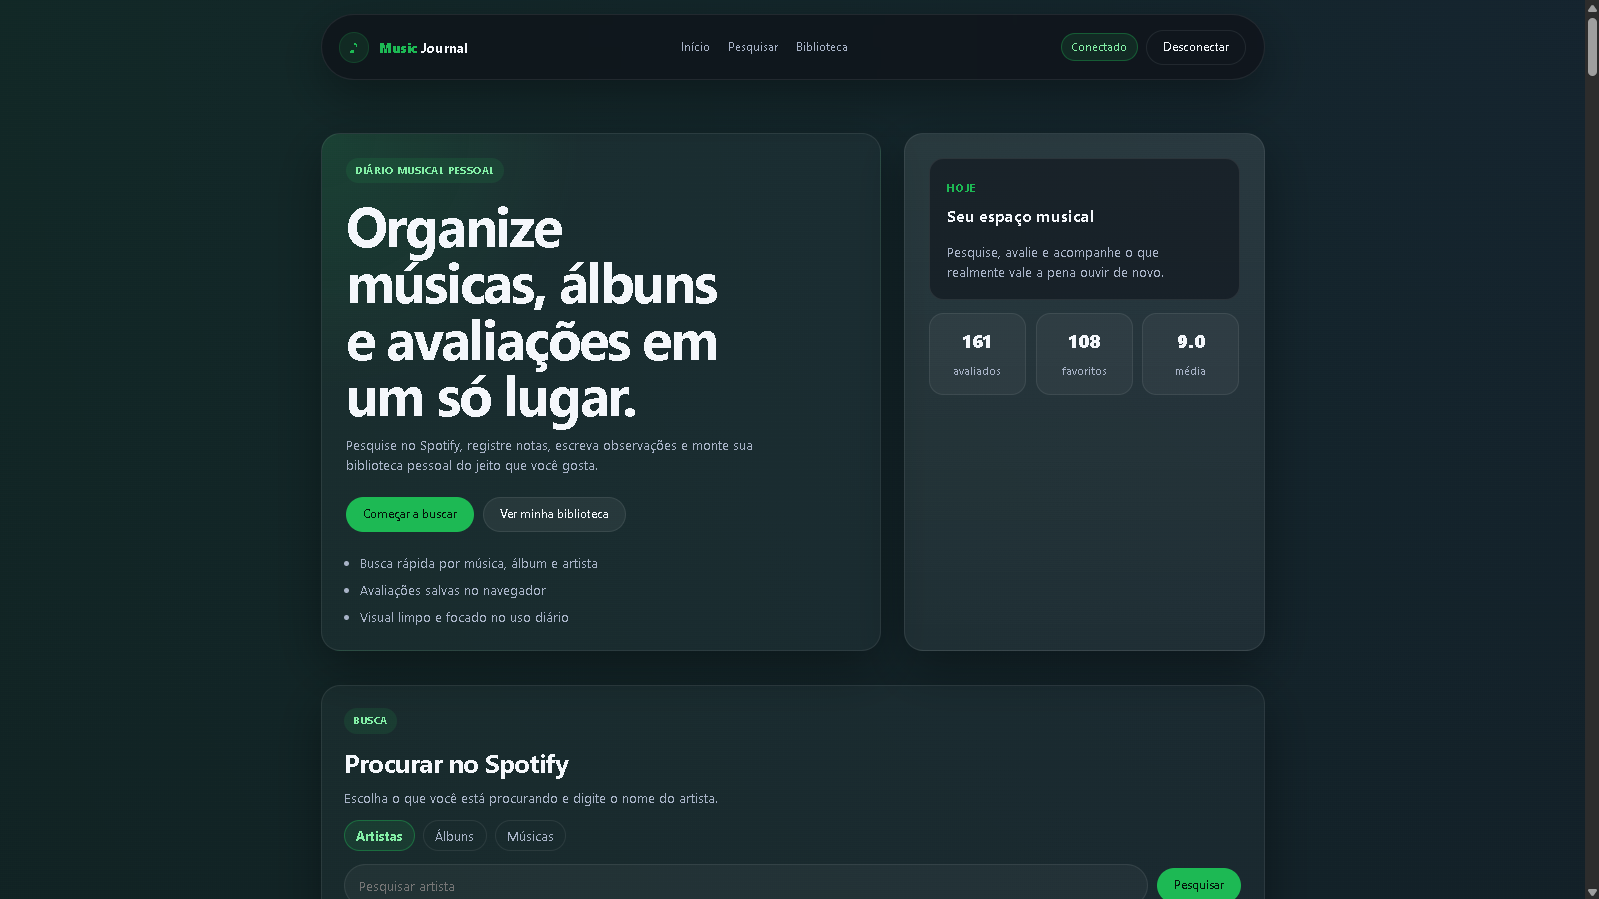 Music Journal
Início
Pesquisar
Biblioteca
Conectado
Desconectar
DIÁRIO MUSICAL PESSOAL
Organize
músicas, álbuns
e avaliações em
um só lugar.
Pesquise no Spotify, registre notas, escreva observações e monte sua
biblioteca pessoal do jeito que você gosta.
Começar a buscar
Ver minha biblioteca
Busca rápida por música, álbum e artista
Avaliações salvas no navegador
Visual limpo e focado no uso diário
HOJE
Seu espaço musical
Pesquise, avalie e acompanhe o que
realmente vale a pena ouvir de novo.
161
avaliados
108
favoritos
9.0
média
BUSCA
Procurar no Spotify
Escolha o que você está procurando e digite o nome do artista.
Artistas
Álbuns
Músicas
Pesquisar artista
Pesquisar